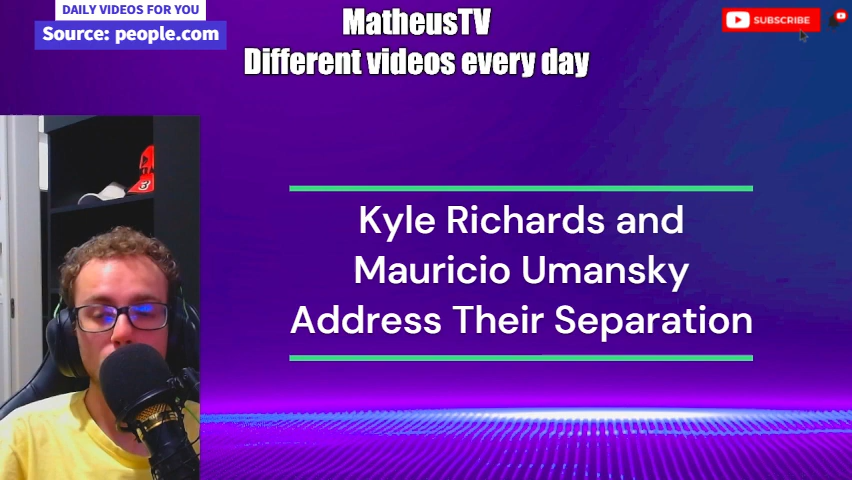 DAILY VIDEOS FOR YOU
Source: people.com
MatheusTV
Different videos every day
SUBSCRIBE
Kyle Richards and
Mauricio Umansky
Address Their Separation